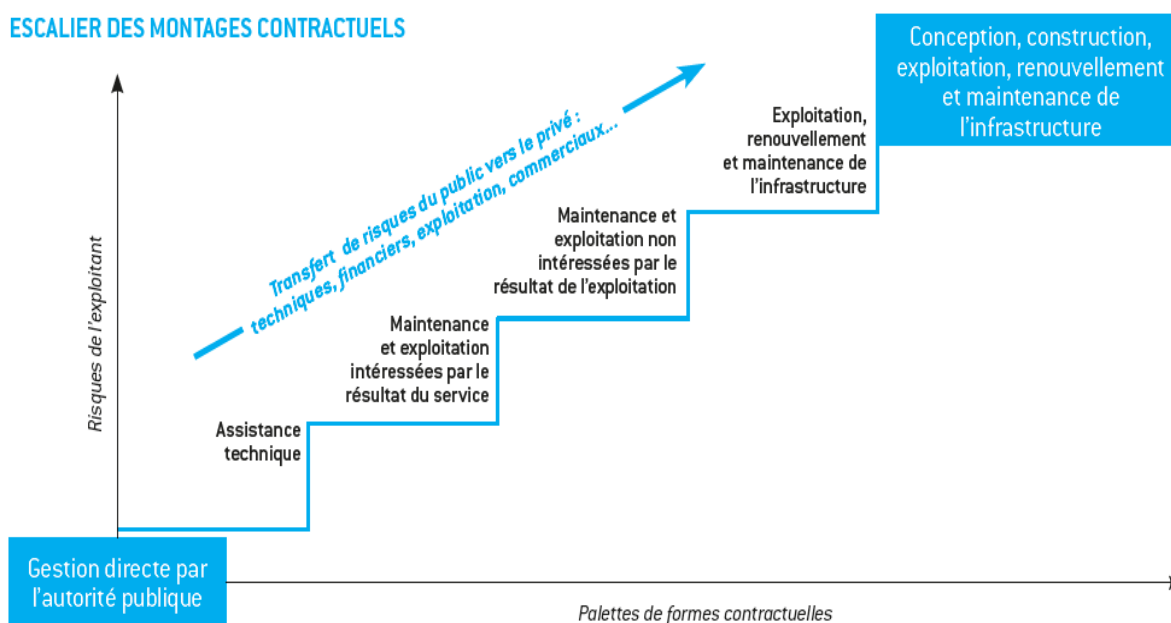 ESCALIER DES MONTAGES CONTRACTUELS
Conception, construction,
exploitation, renouvellement
et maintenance de
l'infrastructure
Exploitation,
renouvellement
et maintenance de
l'infrastructure
Transfert de risques du public vers le privé :
techniques, financiers, exploitation, commerciaux...
Maintenance et
exploitation non
intéressées par le
résultat de l'exploitation
Maintenance
et exploitation
intéressées par le
résultat du service
Assistance
technique
Risques de l'exploitant
Gestion directe par
l'autorité publique
Palettes de formes contractuelles